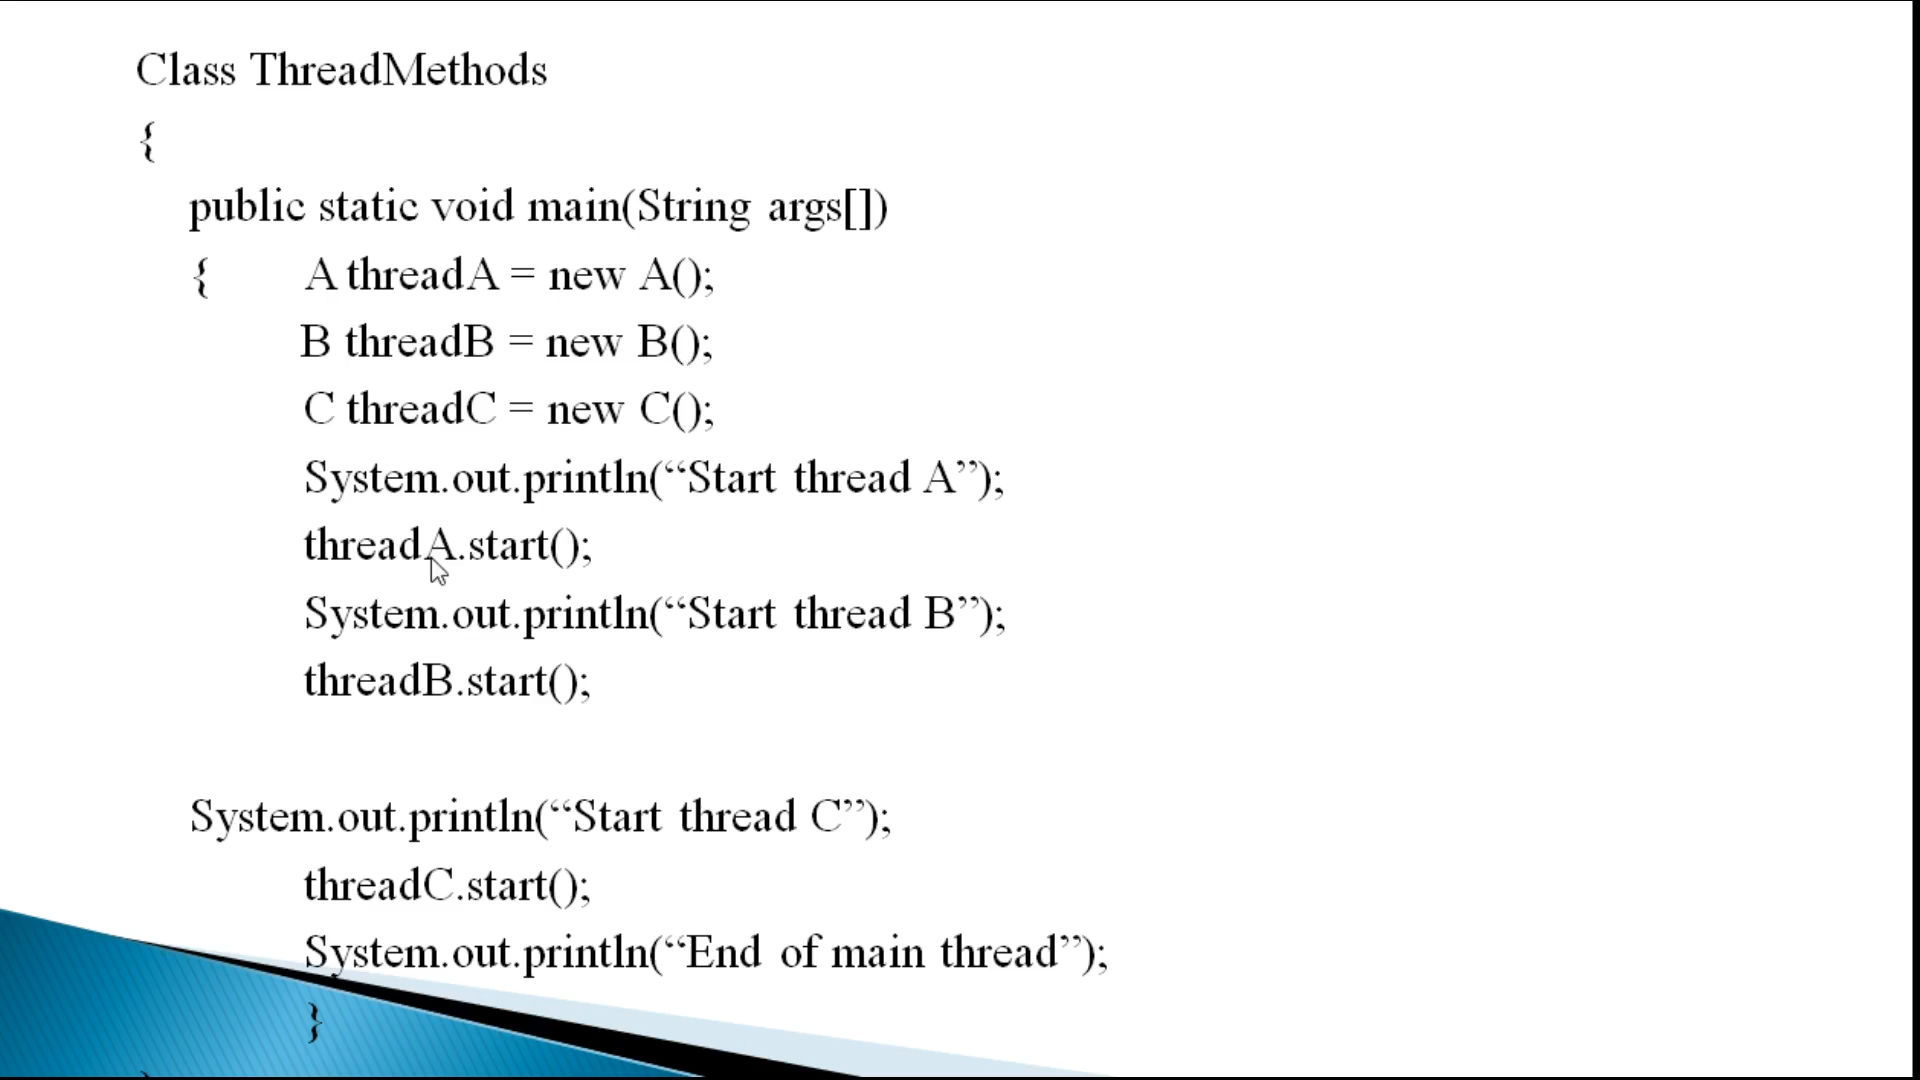 Class ThreadMethods
{
public static void main(String args[])
{ A threadA = new A();
B threadB = new B();
C threadC = new C();
System.out.println(“Start thread A”);
threadA.start();
System.out.println(“Start thread B”);
threadB.start();
System.out.println(“Start thread C”);
threadC.start();
System.out.println(“End of main thread”);
}